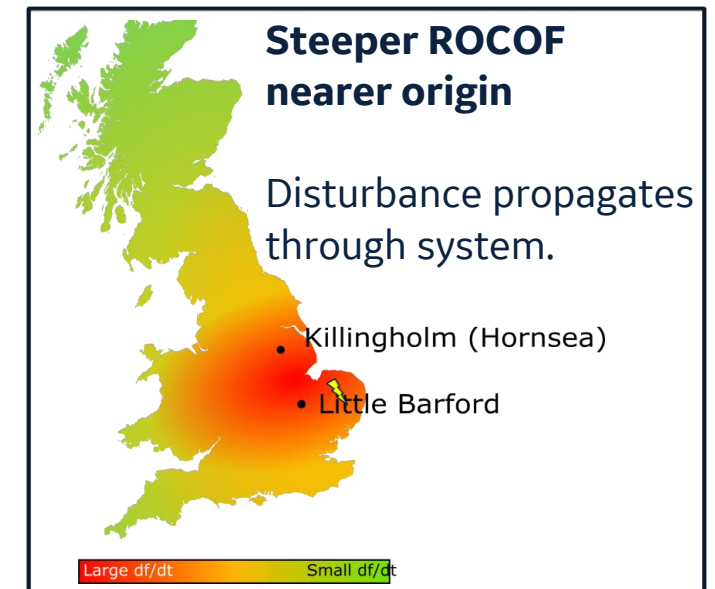 Steeper ROCOF
nearer origin
Disturbance propagates
through system.
Killingholm (Hornsea)
Little Barford
Large df/dt
Small df/dt